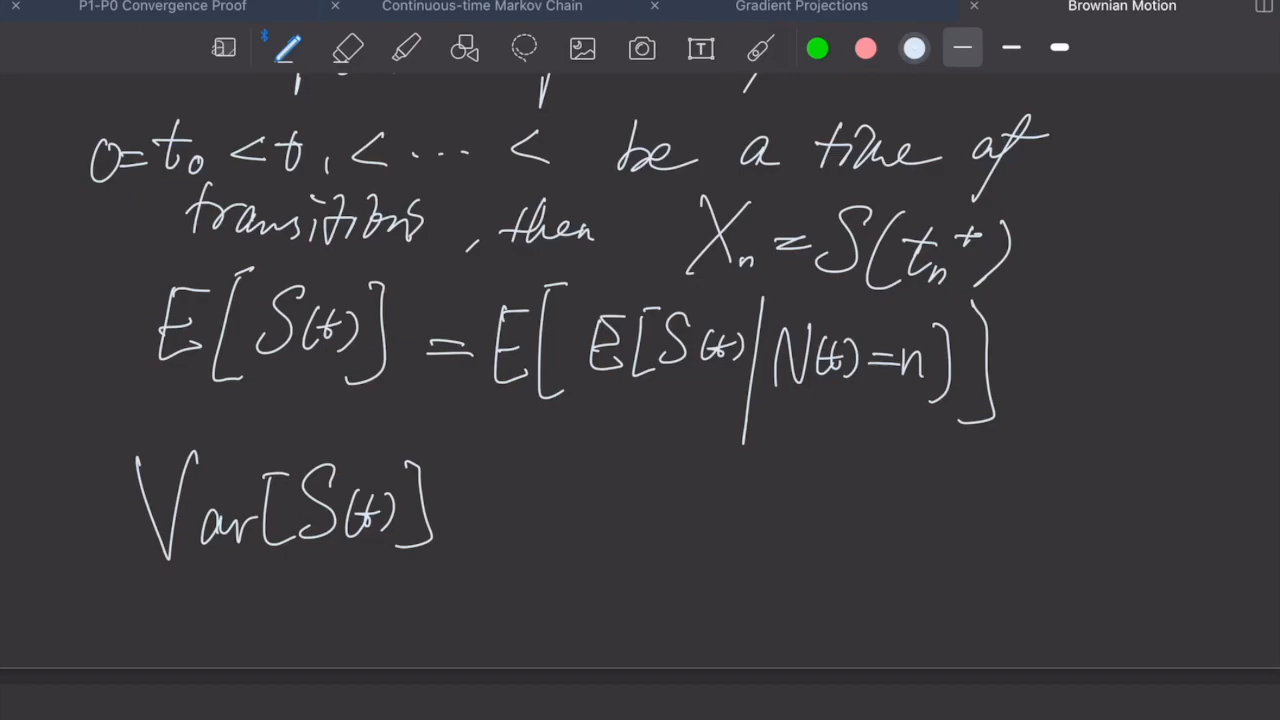 P1-P0 Convergence Proof Continuous-time Markov Chain Gradient Projections Brownian Motion
0=t₀ <t₁ < ... < be a time of
transitions, then Xₙ = S(tₙ⁺)
E[S(t)] = E[E[S(t)|N(t)=n]]
Var[S(t)]